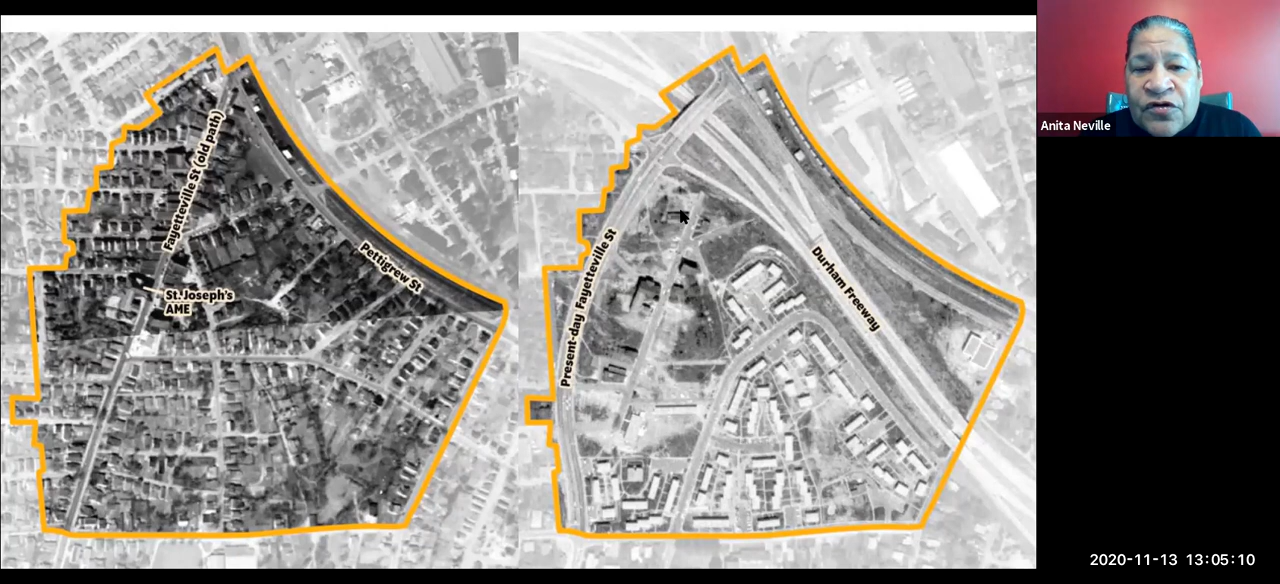 Fayetteville St (old path)
Pettigrew St
St. Joseph's
AME
Present-day Fayetteville St
Durham Freeway
Anita Neville
2020-11-13 13:05:10